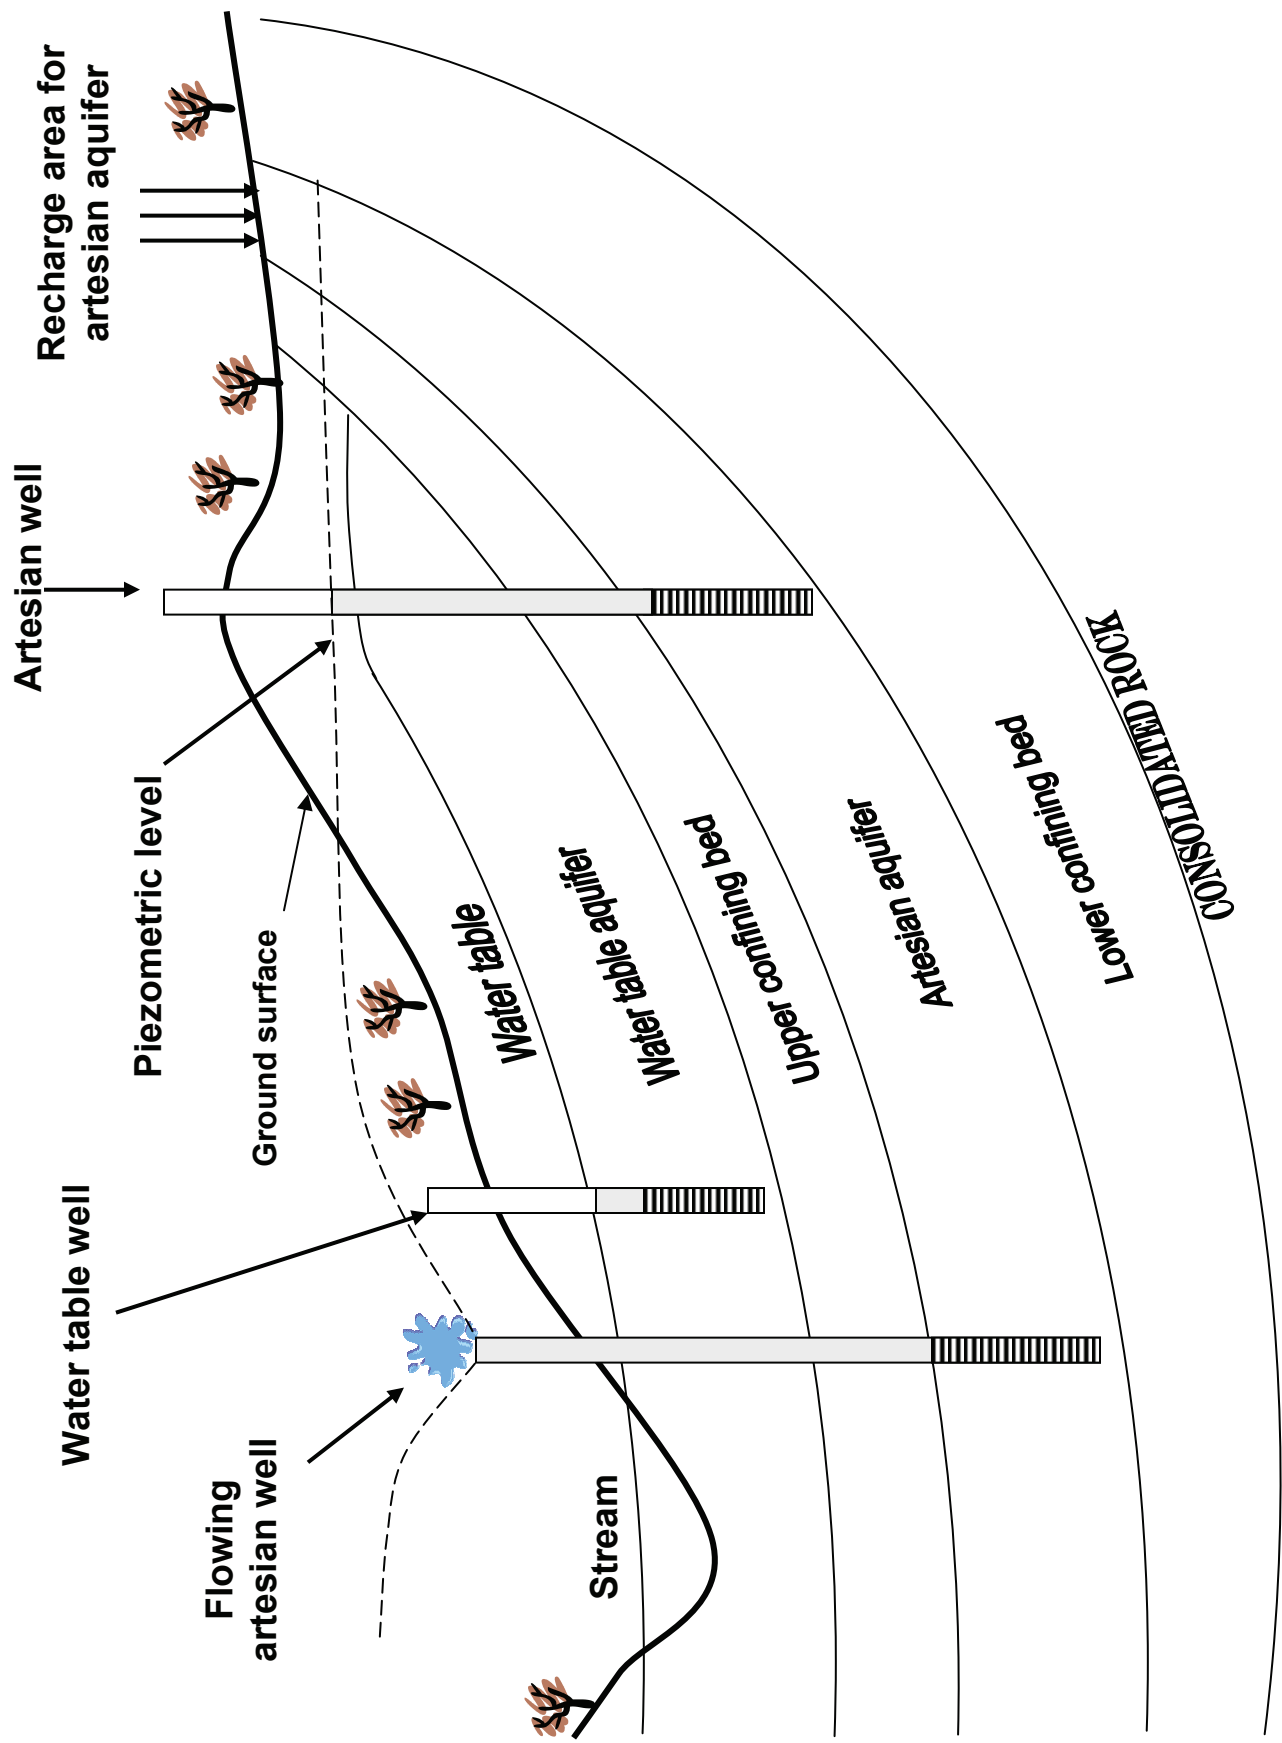 Flowing
artesian well
Water table well
Piezometric level
Artesian well
Recharge area for
artesian aquifer
Ground surface
Stream
Water table
Water table aquifer
Upper confining bed
Artesian aquifer
Lower confining bed
CONSOLIDATED ROCK